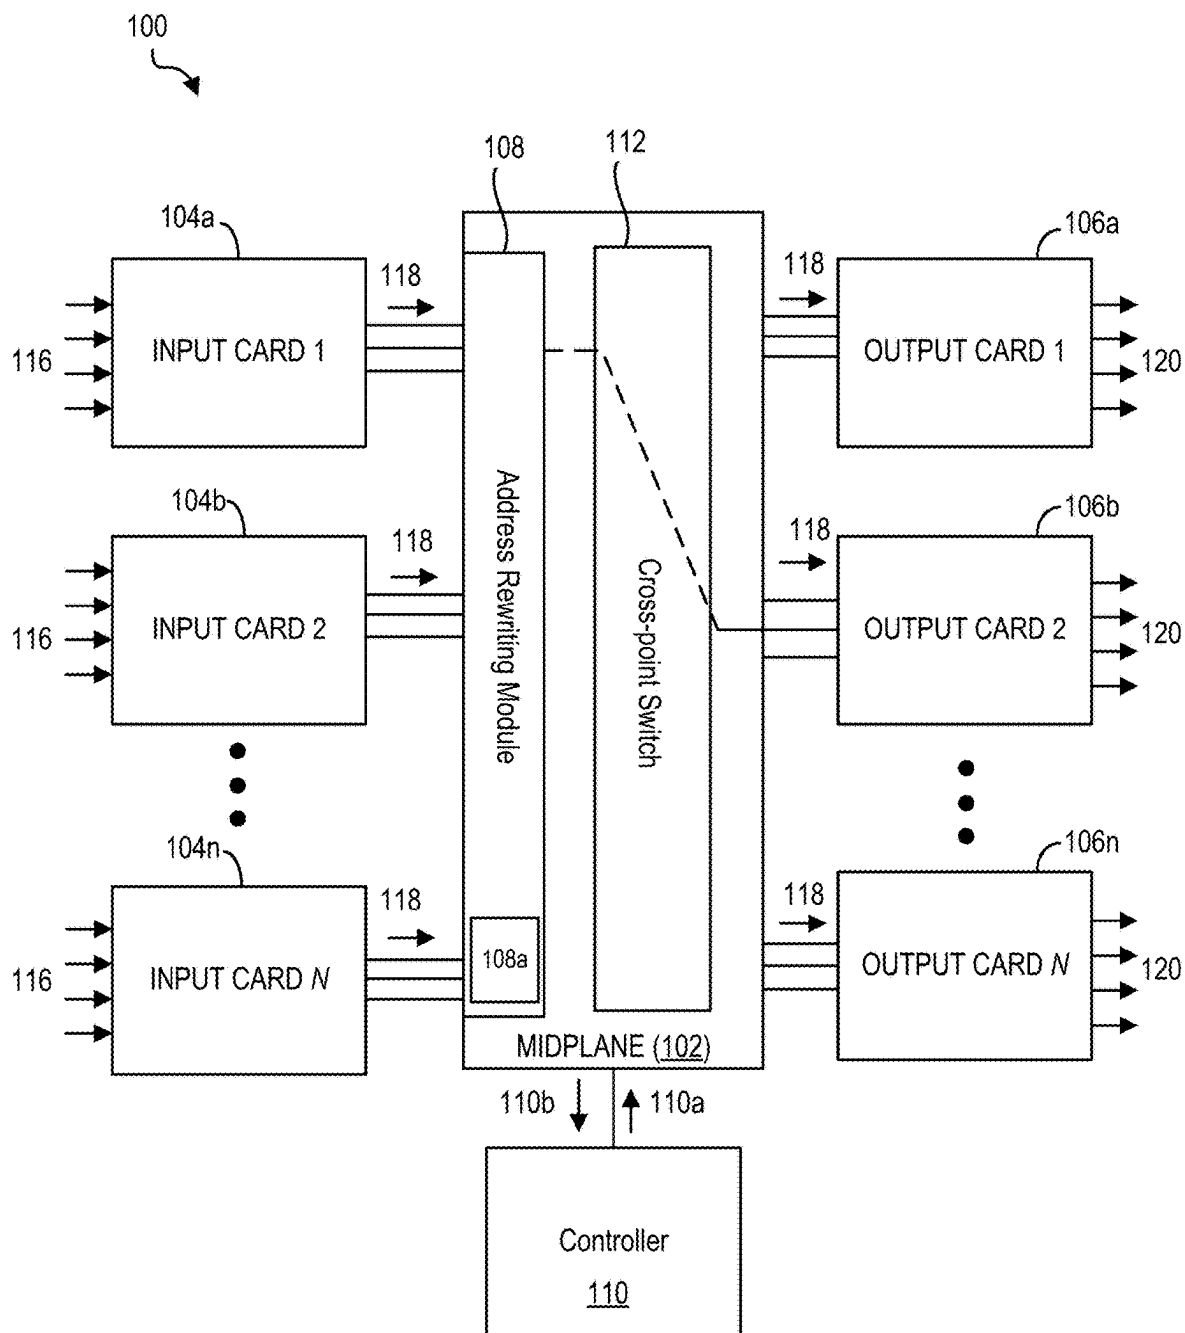 100
108
112
104a
106a
118
118
INPUT CARD 1
OUTPUT CARD 1
116
120
Address Rewriting Module
Cross-point Switch
104b
106b
118
118
INPUT CARD 2
OUTPUT CARD 2
116
120
104n
106n
118
118
108a
INPUT CARD N
OUTPUT CARD N
116
120
MIDPLANE (102)
110b
110a
Controller
110